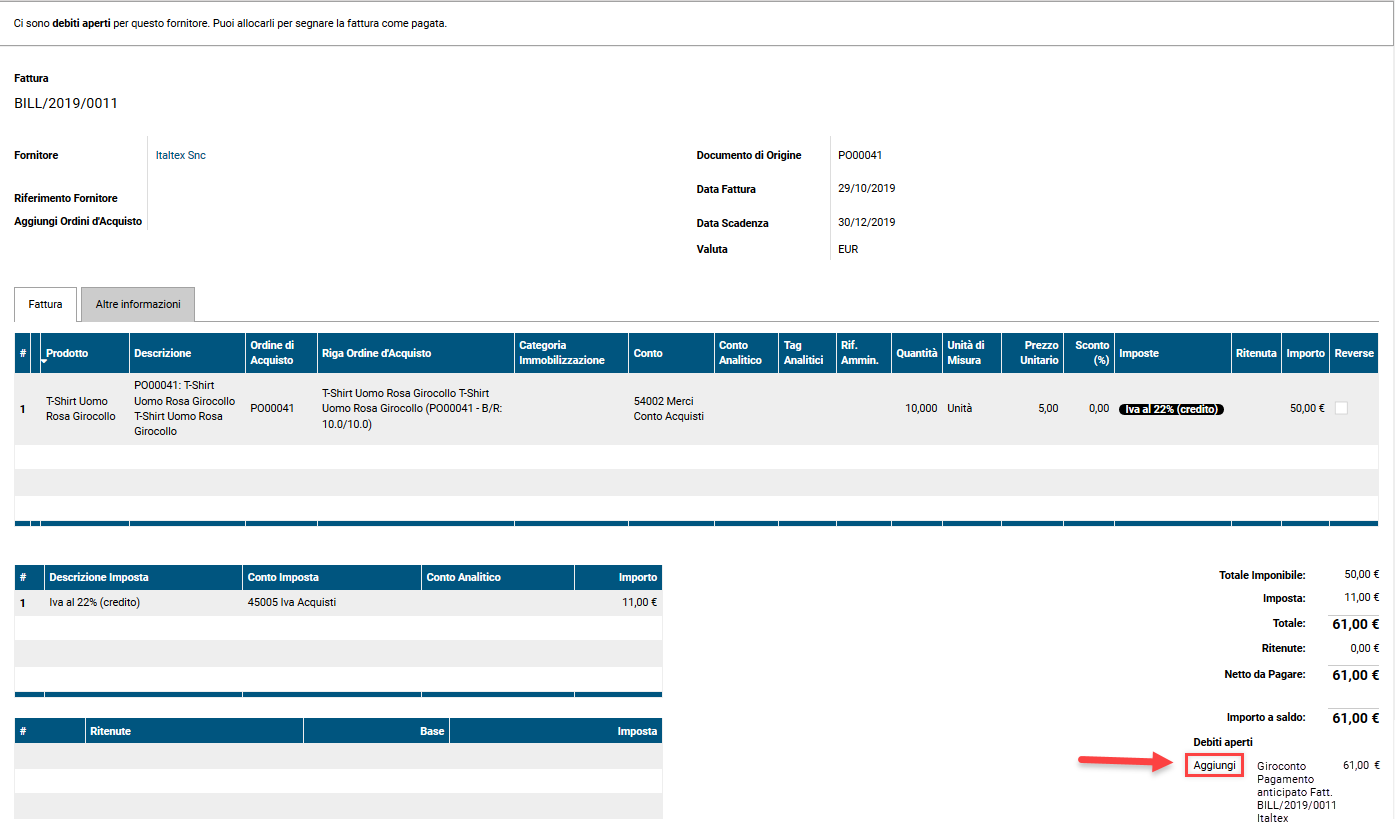 Ci sono debiti aperti per questo fornitore. Puoi allocarli per segnare la fattura come pagata.
Fattura
BILL/2019/0011
Fornitore
Italtex Snc
Riferimento Fornitore
Aggiungi Ordini d'Acquisto
Documento di Origine
PO00041
Data Fattura
29/10/2019
Data Scadenza
30/12/2019
Valuta
EUR
Fattura
Altre informazioni
#
Prodotto
Descrizione
Ordine di
Acquisto
Riga Ordine d'Acquisto
Categoria
Immobilizzazione
Conto
Conto
Analitico
Tag
Analitici
Rif.
Ammin.
Quantità
Unità di
Misura
Prezzo
Unitario
Sconto
(%)
Imposte
Ritenuta
Importo
Reverse
1
T-Shirt Uomo
Rosa Girocollo
PO00041: T-Shirt
Uomo Rosa Girocollo
T-Shirt Uomo Rosa
Girocollo
PO00041
T-Shirt Uomo Rosa Girocollo T-Shirt
Uomo Rosa Girocollo (PO00041 - B/R:
10.0/10.0)
54002 Merci
Conto Acquisti
10,000
Unità
5,00
0,00
Iva al 22% (credito)
50,00 €
#
Descrizione Imposta
Conto Imposta
Conto Analitico
Importo
1
Iva al 22% (credito)
45005 Iva Acquisti
11,00 €
#
Ritenute
Base
Imposta
Totale Imponibile: 50,00 €
Imposta: 11,00 €
Totale: 61,00 €
Ritenute: 0,00 €
Netto da Pagare: 61,00 €
Importo a saldo: 61,00 €
Debiti aperti
Aggiungi
Giroconto
Pagamento
anticipato Fatt.
BILL/2019/0011
Italtex
61,00 €